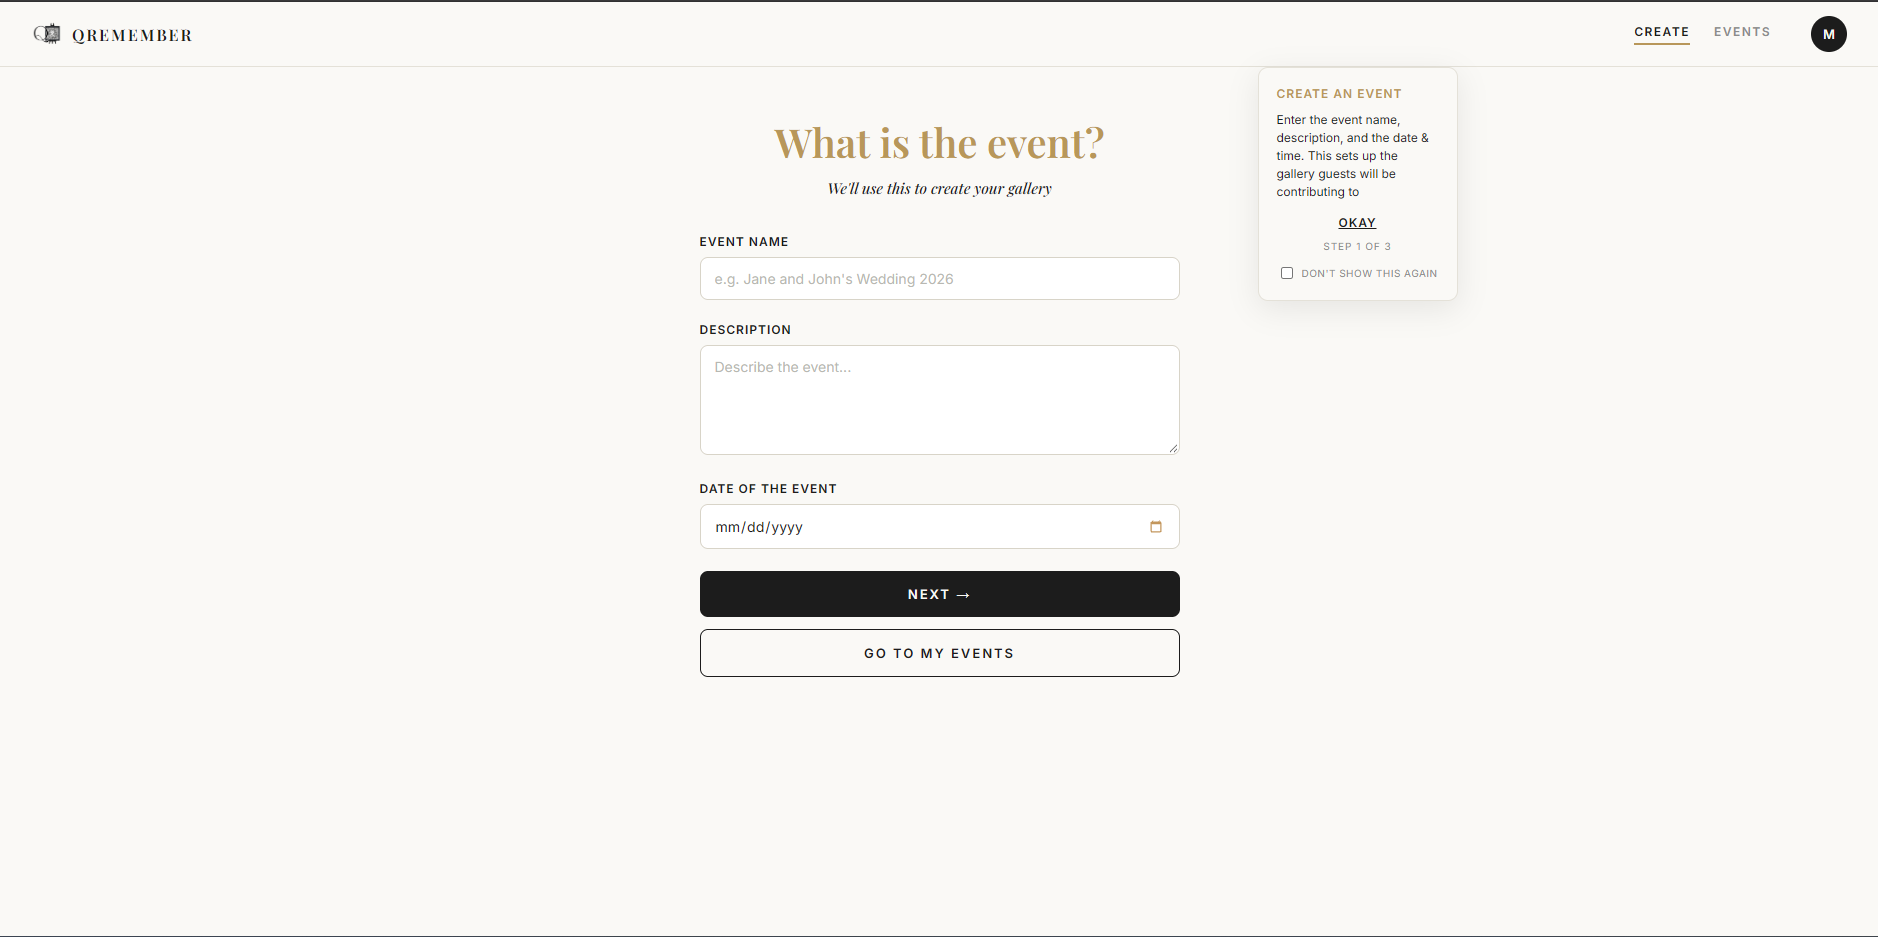 QREMEMBER
CREATE
EVENTS
M
What is the event?
We'll use this to create your gallery
EVENT NAME
e.g. Jane and John's Wedding 2026
DESCRIPTION
Describe the event...
DATE OF THE EVENT
mm/dd/yyyy
NEXT →
GO TO MY EVENTS
CREATE AN EVENT
Enter the event name,
description, and the date &
time. This sets up the
gallery guests will be
contributing to
OKAY
STEP 1 OF 3
DON'T SHOW THIS AGAIN